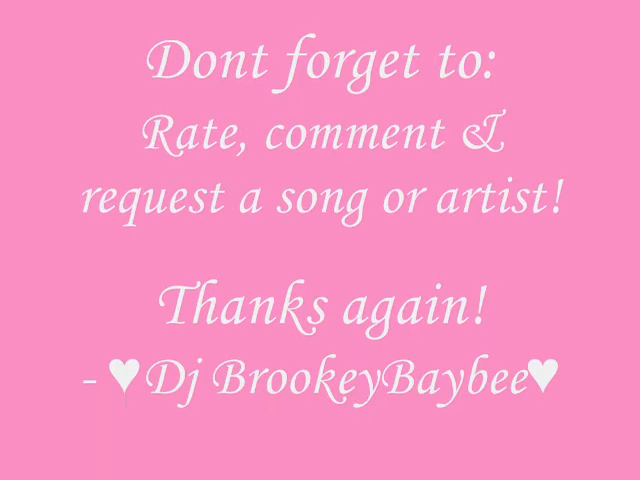 Dont forget to:
Rate, comment &
request a song or artist!
Thanks again!
- ♥Dj BrookeyBaybee♥